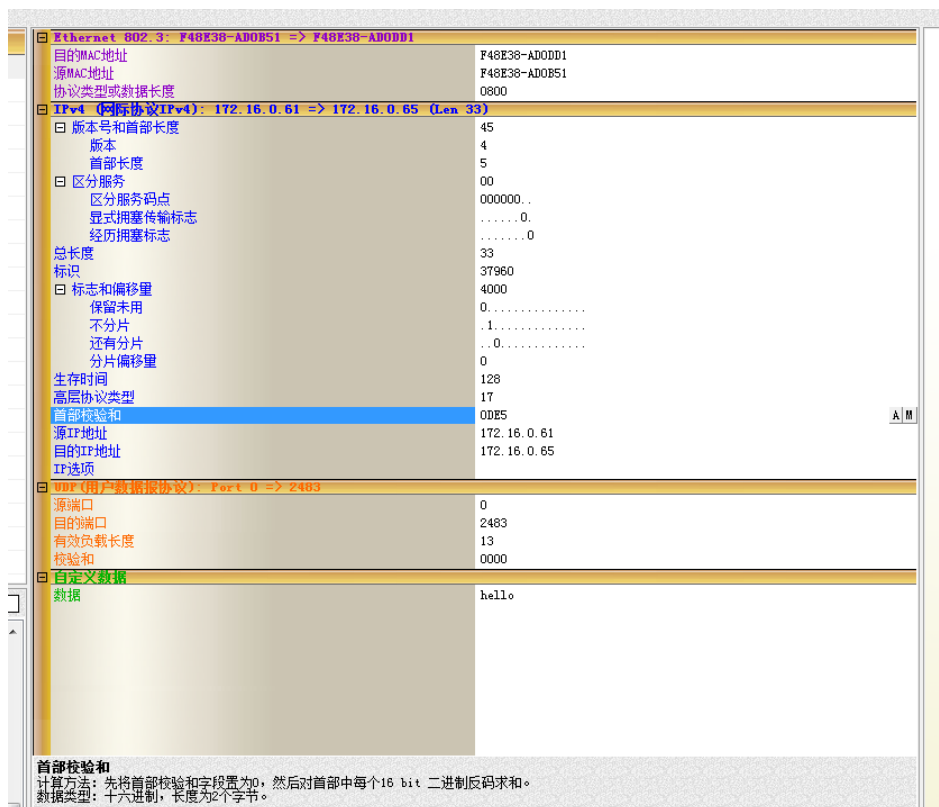 Ethernet 802.3: F48E38-AD0B51 => F48E38-AD0DD1
目的MAC地址 F48E38-AD0DD1
源MAC地址 F48E38-AD0B51
协议类型或数据长度 0800
IPv4 (网际协议IPv4): 172.16.0.61 => 172.16.0.65 (Len 33)
版本号和首部长度 45
版本 4
首部长度 5
区分服务 00
区分服务码点 000000..
显式拥塞传输标志 ......0.
经历拥塞标志 .......0
总长度 33
标识 37960
标志和偏移量 4000
保留未用 0...............
不分片 .1..............
还有分片 ..0.............
分片偏移量 0
生存时间 128
高层协议类型 17
首部校验和 0DE5 A M
源IP地址 172.16.0.61
目的IP地址 172.16.0.65
IP选项
UDP(用户数据报协议): Port 0 => 2483
源端口 0
目的端口 2483
有效负载长度 13
校验和 0000
自定义数据
数据 hello
首部校验和
计算方法: 先将首部校验和字段置为0, 然后对首部中每个16 bit 二进制反码求和。
数据类型: 十六进制, 长度为2个字节。